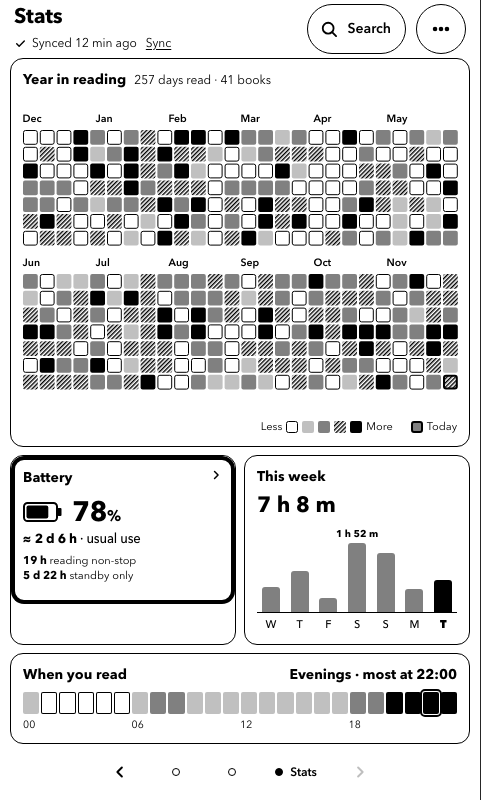 Stats
Search
•••
Synced 12 min ago Sync
Year in reading 257 days read · 41 books
Dec Jan Feb Mar Apr May
Jun Jul Aug Sep Oct Nov
Less More Today
Battery
78%
≈ 2 d 6 h · usual use
19 h reading non-stop
5 d 22 h standby only
This week
7 h 8 m
1 h 52 m
W T F S S M T
When you read Evenings · most at 22:00
00 06 12 18
Stats